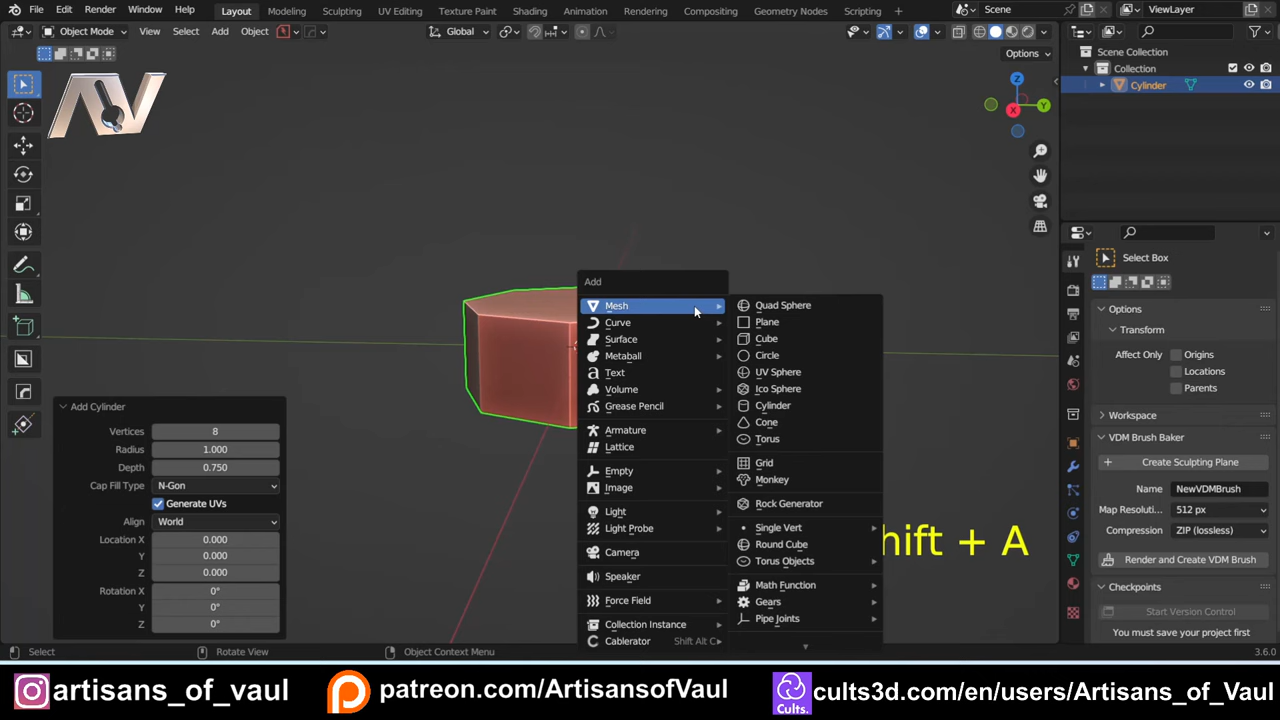 File Edit Render Window Help Layout Modeling Sculpting UV Editing Texture Paint Shading Animation Rendering Compositing Geometry Nodes Scripting + Scene ViewLayer
Object Mode View Select Add Object Global
Options
Scene Collection
Collection
Cylinder
Z
Y
X
AV
Select Box
Options
Transform
Affect Only Origins
Locations
Parents
Workspace
VDM Brush Baker
Create Sculpting Plane
Name NewVDMBrush
Map Resoluti... 512 px
Compression: ZIP (lossless)
Render and Create VDM Brush
Checkpoints
Start Version Control
You must save your project first
Add
Mesh
Curve
Surface
Metaball
Text
Volume
Grease Pencil
Armature
Lattice
Empty
Image
Light
Light Probe
Camera
Speaker
Force Field
Collection Instance
Cablerator Shift Alt C
Quad Sphere
Plane
Cube
Circle
UV Sphere
Ico Sphere
Cylinder
Cone
Torus
Grid
Monkey
Rock Generator
Single Vert
Round Cube
Torus Objects
Math Function
Gears
Pipe Joints
hift + A
Add Cylinder
Vertices 8
Radius 1.000
Depth 0.750
Cap Fill Type N-Gon
Generate UVs
Align World
Location X 0.000
Y 0.000
Z 0.000
Rotation X 0°
Y 0°
Z 0°
Select Rotate View Object Context Menu 3.6.0
artisans_of_vaul patreon.com/ArtisansofVaul Cults. cults3d.com/en/users/Artisans_of_Vaul